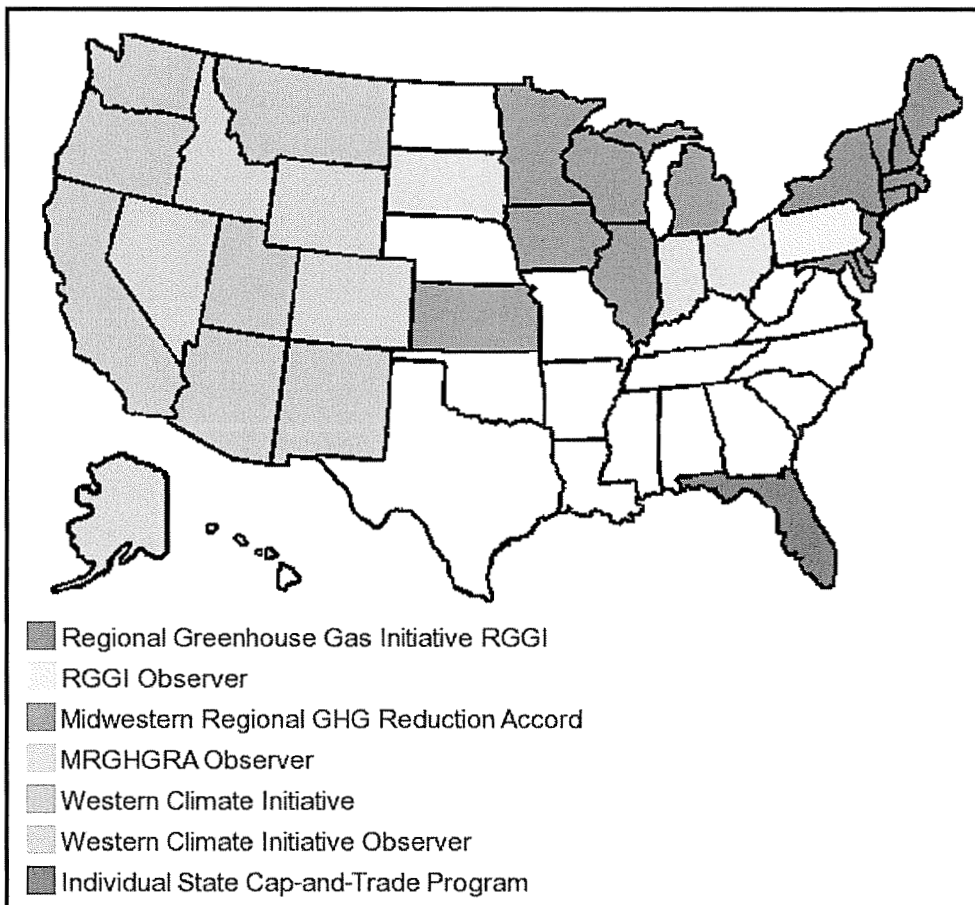 Regional Greenhouse Gas Initiative RGGI
RGGI Observer
Midwestern Regional GHG Reduction Accord
MRGHGRA Observer
Western Climate Initiative
Western Climate Initiative Observer
Individual State Cap-and-Trade Program